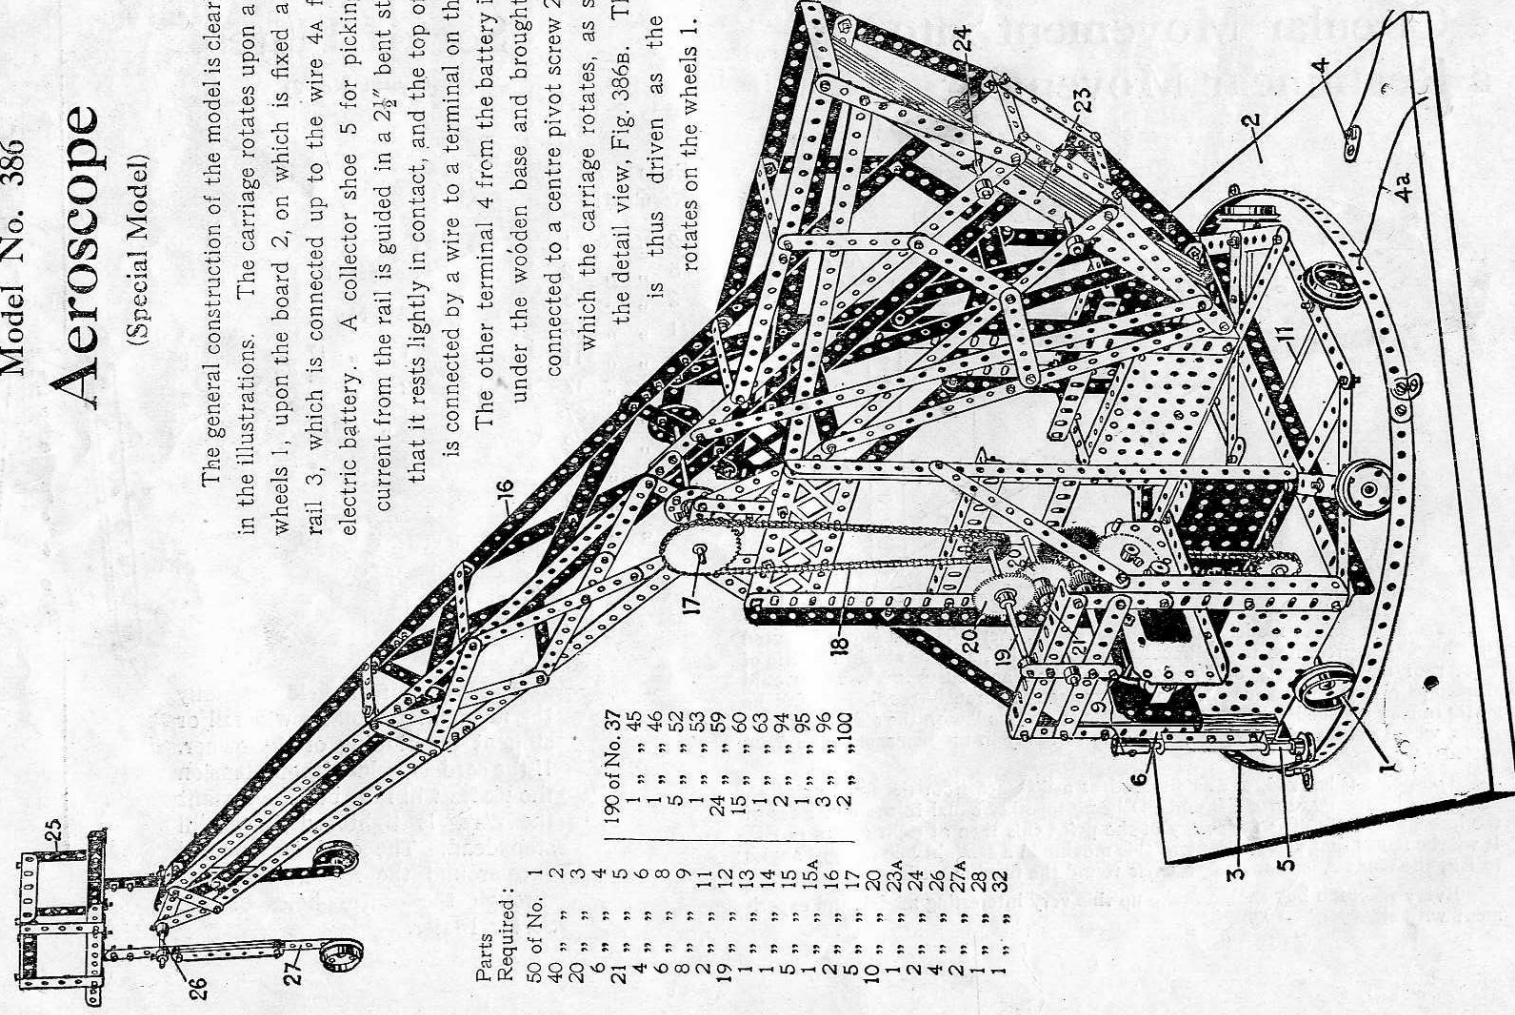 Model No. 386
Aeroscope
(Special Model)
The general construction of the model is clear
in the illustrations. The carriage rotates upon a
wheels 1, upon the board 2, on which is fixed a
rail 3, which is connected up to the wire 4A f
electric battery. A collector shoe 5 for picking
current from the rail is guided in a 2½" bent st
that it rests lightly in contact, and the top of
is connected by a wire to a terminal on the
The other terminal 4 from the battery i
under the wooden base and brought
connected to a centre pivot screw 2
which the carriage rotates, as s
the detail view, Fig. 386B. Th
is thus driven as the
rotates on the wheels 1.
Parts
Required:
50 of No. 1
40 " " 2
20 " " 3
6 " " 4
21 " " 5
4 " " 6
6 " " 8
8 " " 9
2 " " 11
19 " " 12
1 " " 13
1 " " 14
5 " " 15
1 " " 15A
2 " " 16
5 " " 17
10 " " 20
1 " " 23A
2 " " 24
4 " " 26
2 " " 27A
1 " " 28
1 " " 32
190 of No. 37
1 " " 45
1 " " 46
5 " " 52
1 " " 53
24 " " 59
15 " " 60
1 " " 63
2 " " 94
1 " " 95
3 " " 96
2 " " 100
25
26
27
16
17
18
20
19
21
9
6
3
5
1
24
23
2
4
4a
11